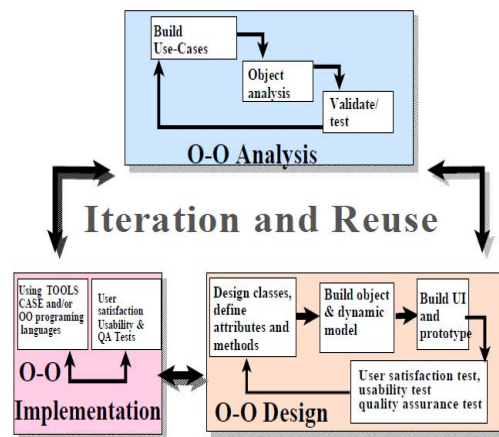 Build
Use-Cases
Object
analysis
Validate/
test
O-O Analysis
Iteration and Reuse
Using TOOLS
CASE and/or
OO programing
languages
User
satisfaction
Usability &
QA Tests
O-O
Implementation
Design classes,
define
attributes and
methods
Build object
& dynamic
model
Build UI
and
prototype
User satisfaction test,
usability test
quality assurance test
O-O Design